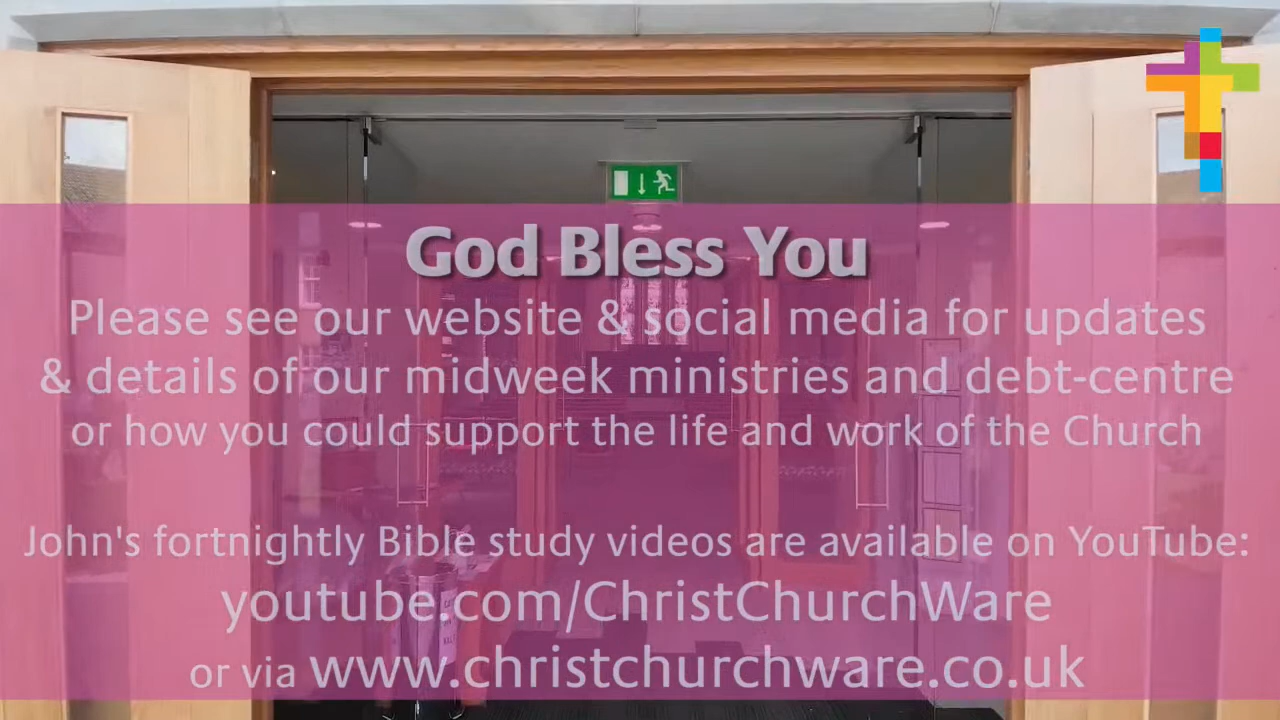 God Bless You
Please see our website & social media for updates
& details of our midweek ministries and debt-centre
or how you could support the life and work of the Church
John's fortnightly Bible study videos are available on YouTube:
youtube.com/ChristChurchWare
or via www.christchurchware.co.uk